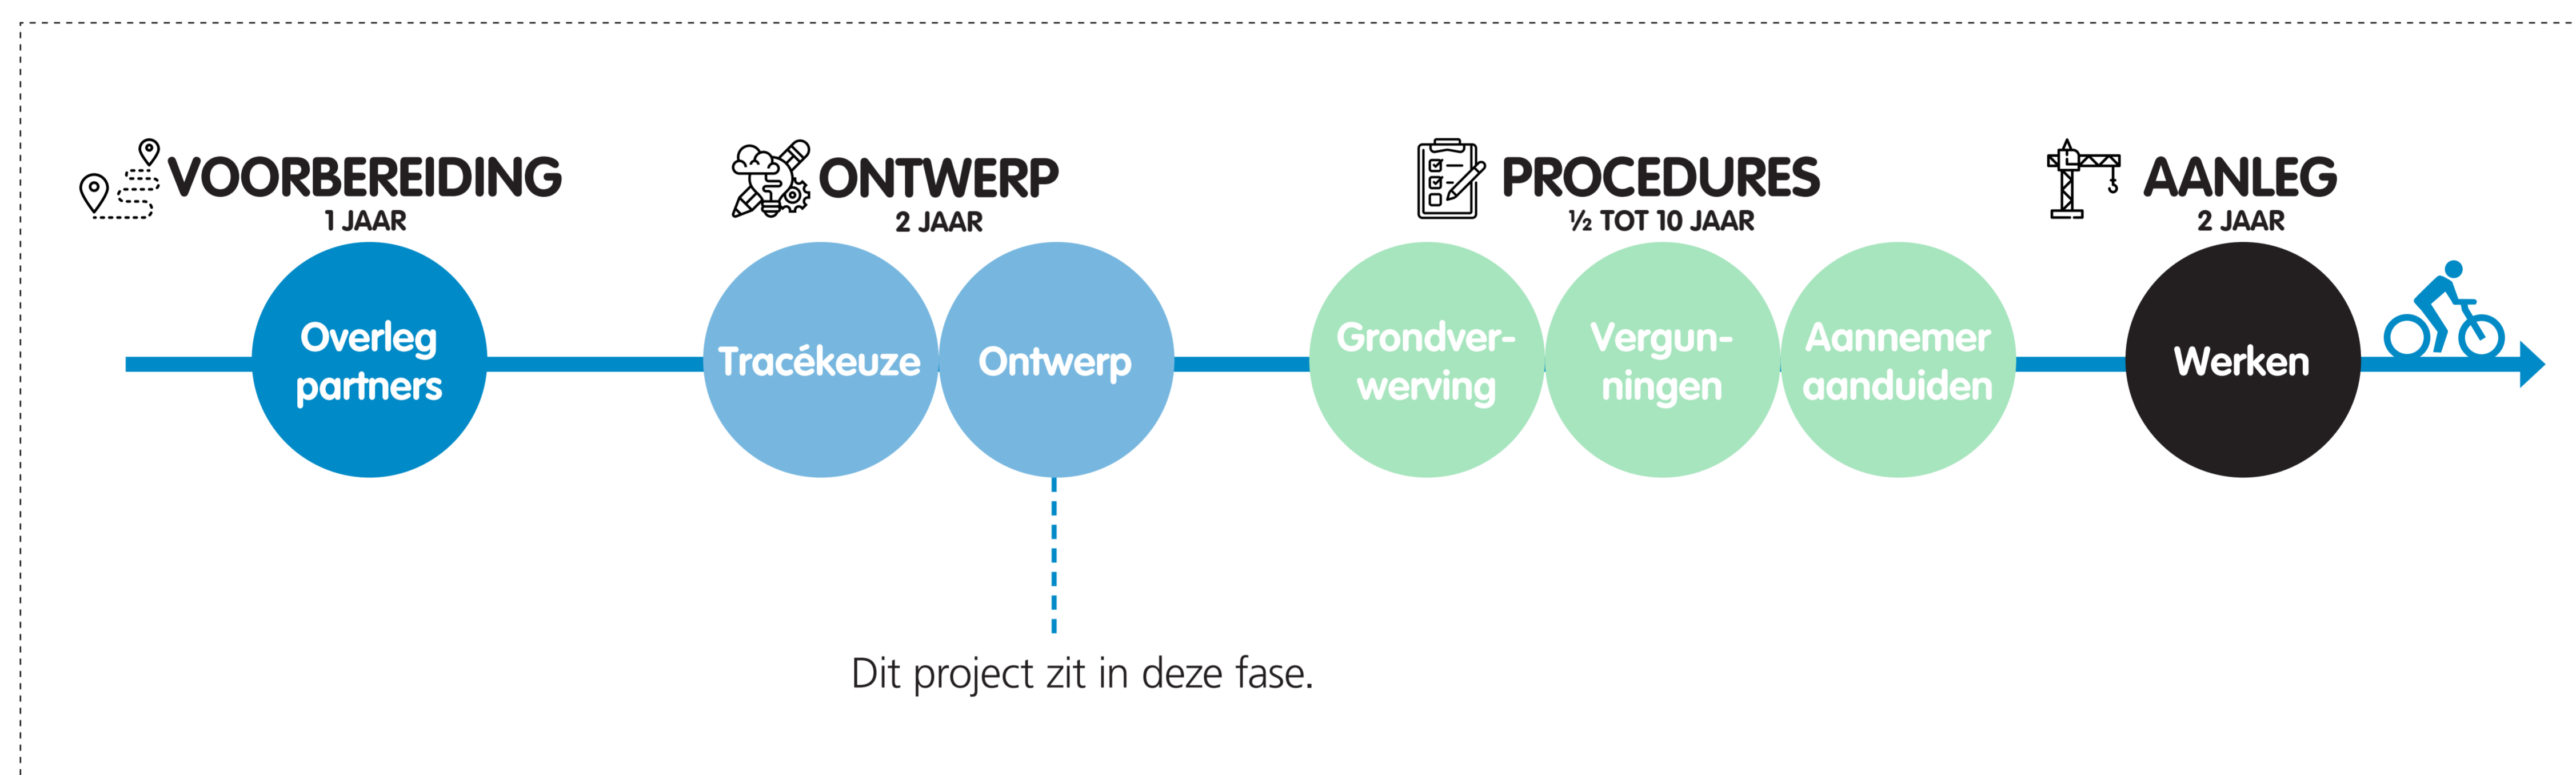 VOORBEREIDING
1 JAAR
ONTWERP
2 JAAR
PROCEDURES
½ TOT 10 JAAR
AANLEG
2 JAAR
Overleg
partners
Tracékeuze
Ontwerp
Grondver-
werving
Vergun-
ningen
Aannemer
aanduiden
Werken
Dit project zit in deze fase.